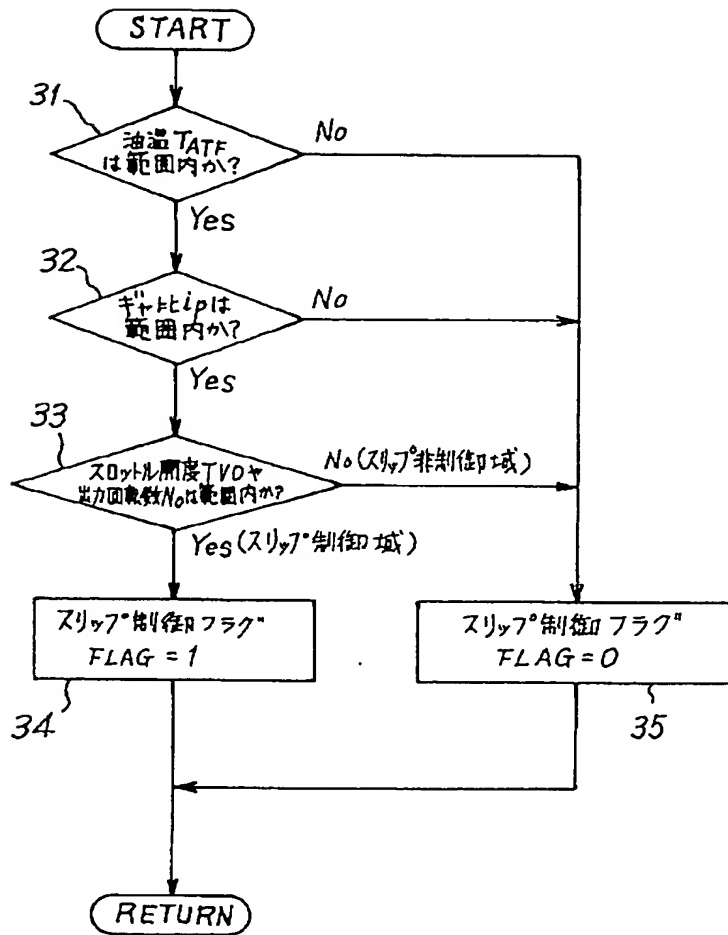 START
31
油温TATF
は範囲内か?
No
Yes
32
ギヤ比ipは
範囲内か?
No
Yes
33
スロットル開度TVOや
出力回転数Noは範囲内か?
No(スリップ非制御域)
Yes(スリップ制御域)
スリップ制御フラグ
FLAG=1
34
スリップ制御フラグ
FLAG=0
35
RETURN